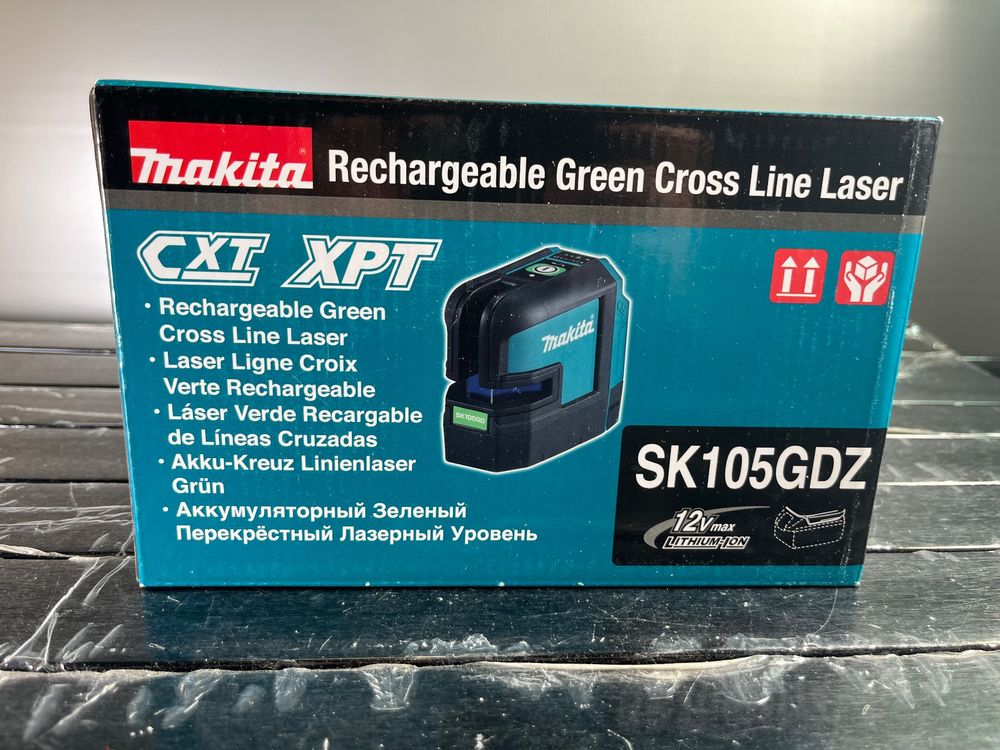 makita® Rechargeable Green Cross Line Laser
CXT XPT
· Rechargeable Green
Cross Line Laser
· Laser Ligne Croix
Verte Rechargeable
· Láser Verde Recargable
de Líneas Cruzadas
· Akku-Kreuz Linienlaser
Grün
· Аккумуляторный Зеленый
Перекрёстный Лазерный Уровень
makita
SK105GD
SK105GDZ
12Vmax
LITHIUM-ION